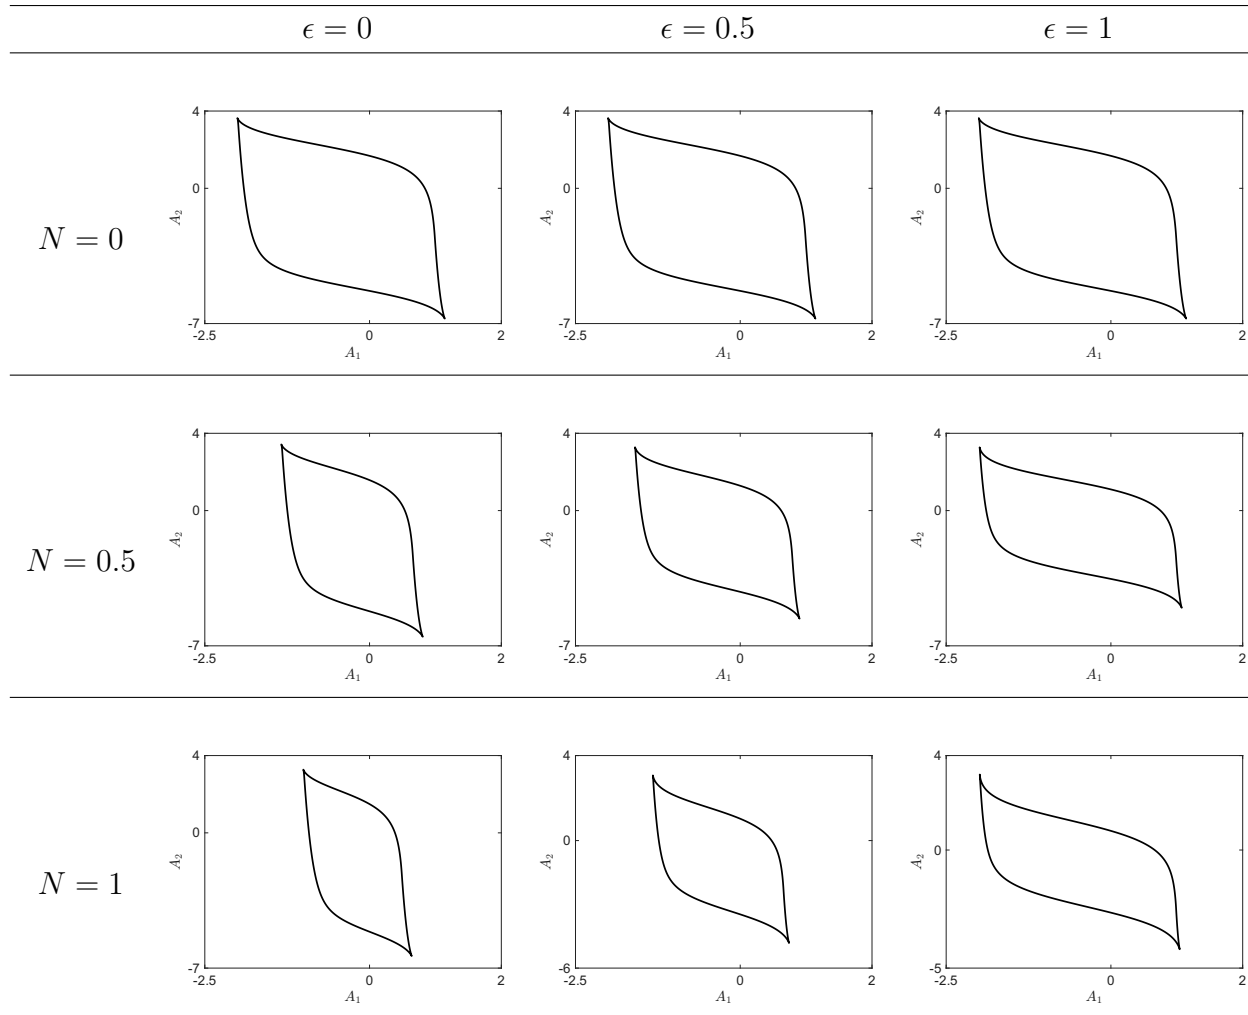 ϵ = 0 ϵ = 0.5 ϵ = 1
4 4 4
0 0 0
A₂ A₂ A₂
N = 0
-7 -7 -7
-2.5 0 2 -2.5 0 2 -2.5 0 2
A₁ A₁ A₁
4 4 4
0 0 0
A₂ A₂ A₂
N = 0.5
-7 -7 -7
-2.5 0 2 -2.5 0 2 -2.5 0 2
A₁ A₁ A₁
4 4 4
0 0 0
A₂ A₂ A₂
N = 1
-7 -6 -5
-2.5 0 2 -2.5 0 2 -2.5 0 2
A₁ A₁ A₁